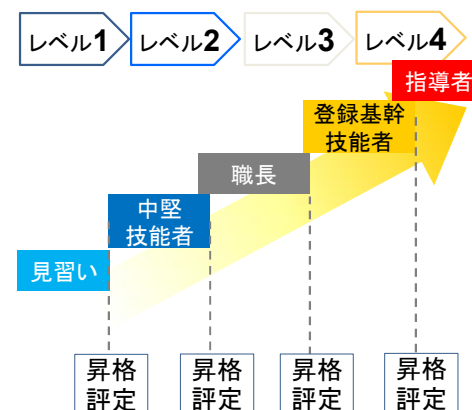 レベル1
レベル2
レベル3
レベル4
指導者
登録基幹
技能者
職長
中堅
技能者
見習い
昇格
評定
昇格
評定
昇格
評定
昇格
評定